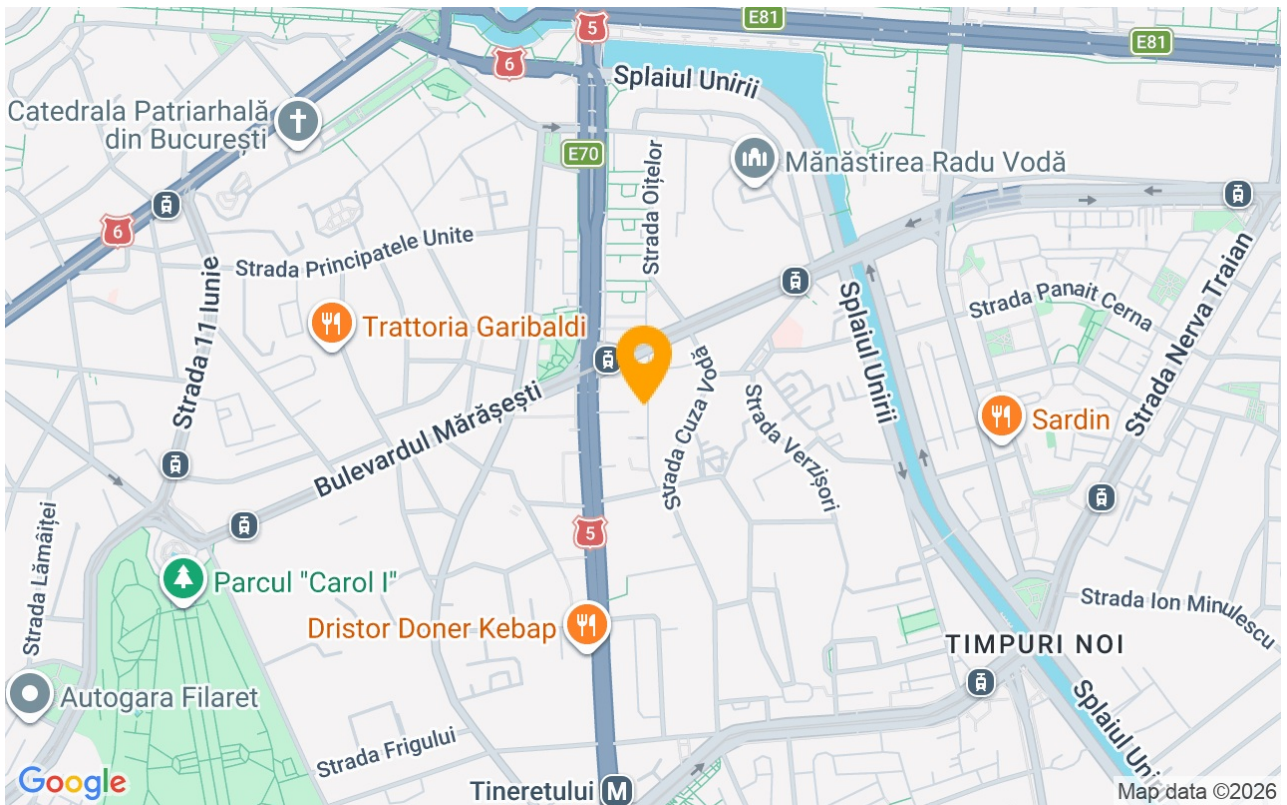 E81
5
E81
6
Splaiul Unirii
Catedrala Patriarhală
din București
E70
Strada Oițelor
Mănăstirea Radu Vodă
6
Strada Principatele Unite
Strada 11 Iunie
Strada Nerva Traian
Strada Panait Cerna
Splaiul Unirii
Trattoria Garibaldi
Strada Cuza Vodă
Strada Verzișori
Sardin
Bulevardul Mărășești
5
Strada Lămâiței
Parcul "Carol I"
Strada Ion Minulescu
Dristor Doner Kebap
TIMPURI NOI
Autogara Filaret
Splaiul Uniri
Strada Frigului
Google
Tineretului
M
Map data ©2026